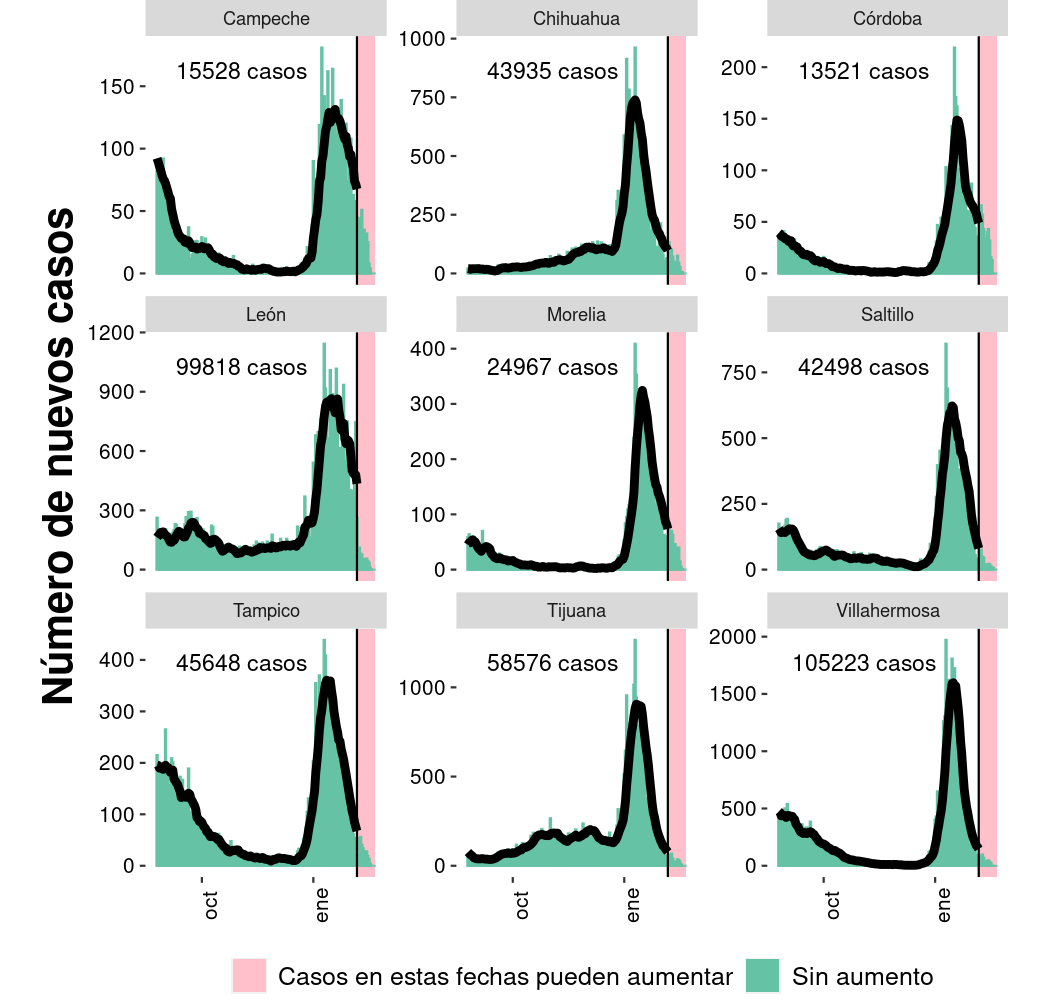 Número de nuevos casos
Campeche
15528 casos
150
100
50
0
Chihuahua
43935 casos
1000
750
500
250
0
Córdoba
13521 casos
200
150
100
50
0
León
99818 casos
1200
900
600
300
0
Morelia
24967 casos
400
300
200
100
0
Saltillo
42498 casos
750
500
250
0
Tampico
45648 casos
400
300
200
100
0
oct
ene
Tijuana
58576 casos
1000
500
0
oct
ene
Villahermosa
105223 casos
2000
1500
1000
500
0
oct
ene
Casos en estas fechas pueden aumentar
Sin aumento